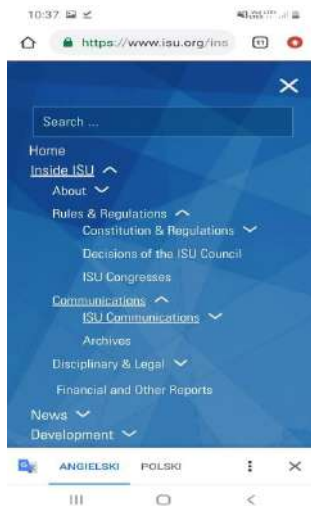 10:37
https://www.isu.org/ins
Search ...
Home
Inside ISU
About
Rules & Regulations
Constitution & Regulations
Decisions of the ISU Council
ISU Congresses
Communications
ISU Communications
Archives
Disciplinary & Legal
Financial and Other Reports
News
Development
ANGIELSKI POLSKI